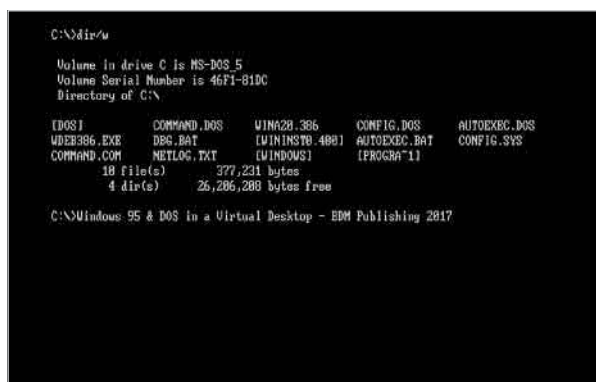 C:\>dir/w
Volume in drive C is MS-DOS_5
Volume Serial Number is 46F1-81DC
Directory of C:\
[DOS] COMMAND.DOS WINA20.386 CONFIG.DOS AUTOEXEC.DOS
WDEB386.EXE DBG.BAT [WININST0.400] AUTOEXEC.BAT CONFIG.SYS
COMMAND.COM NETLOG.TXT [WINDOWS] [PROGRA~1]
10 file(s) 377,231 bytes
4 dir(s) 26,206,208 bytes free
C:\>Windows 95 & DOS in a Virtual Desktop - BDM Publishing 2017